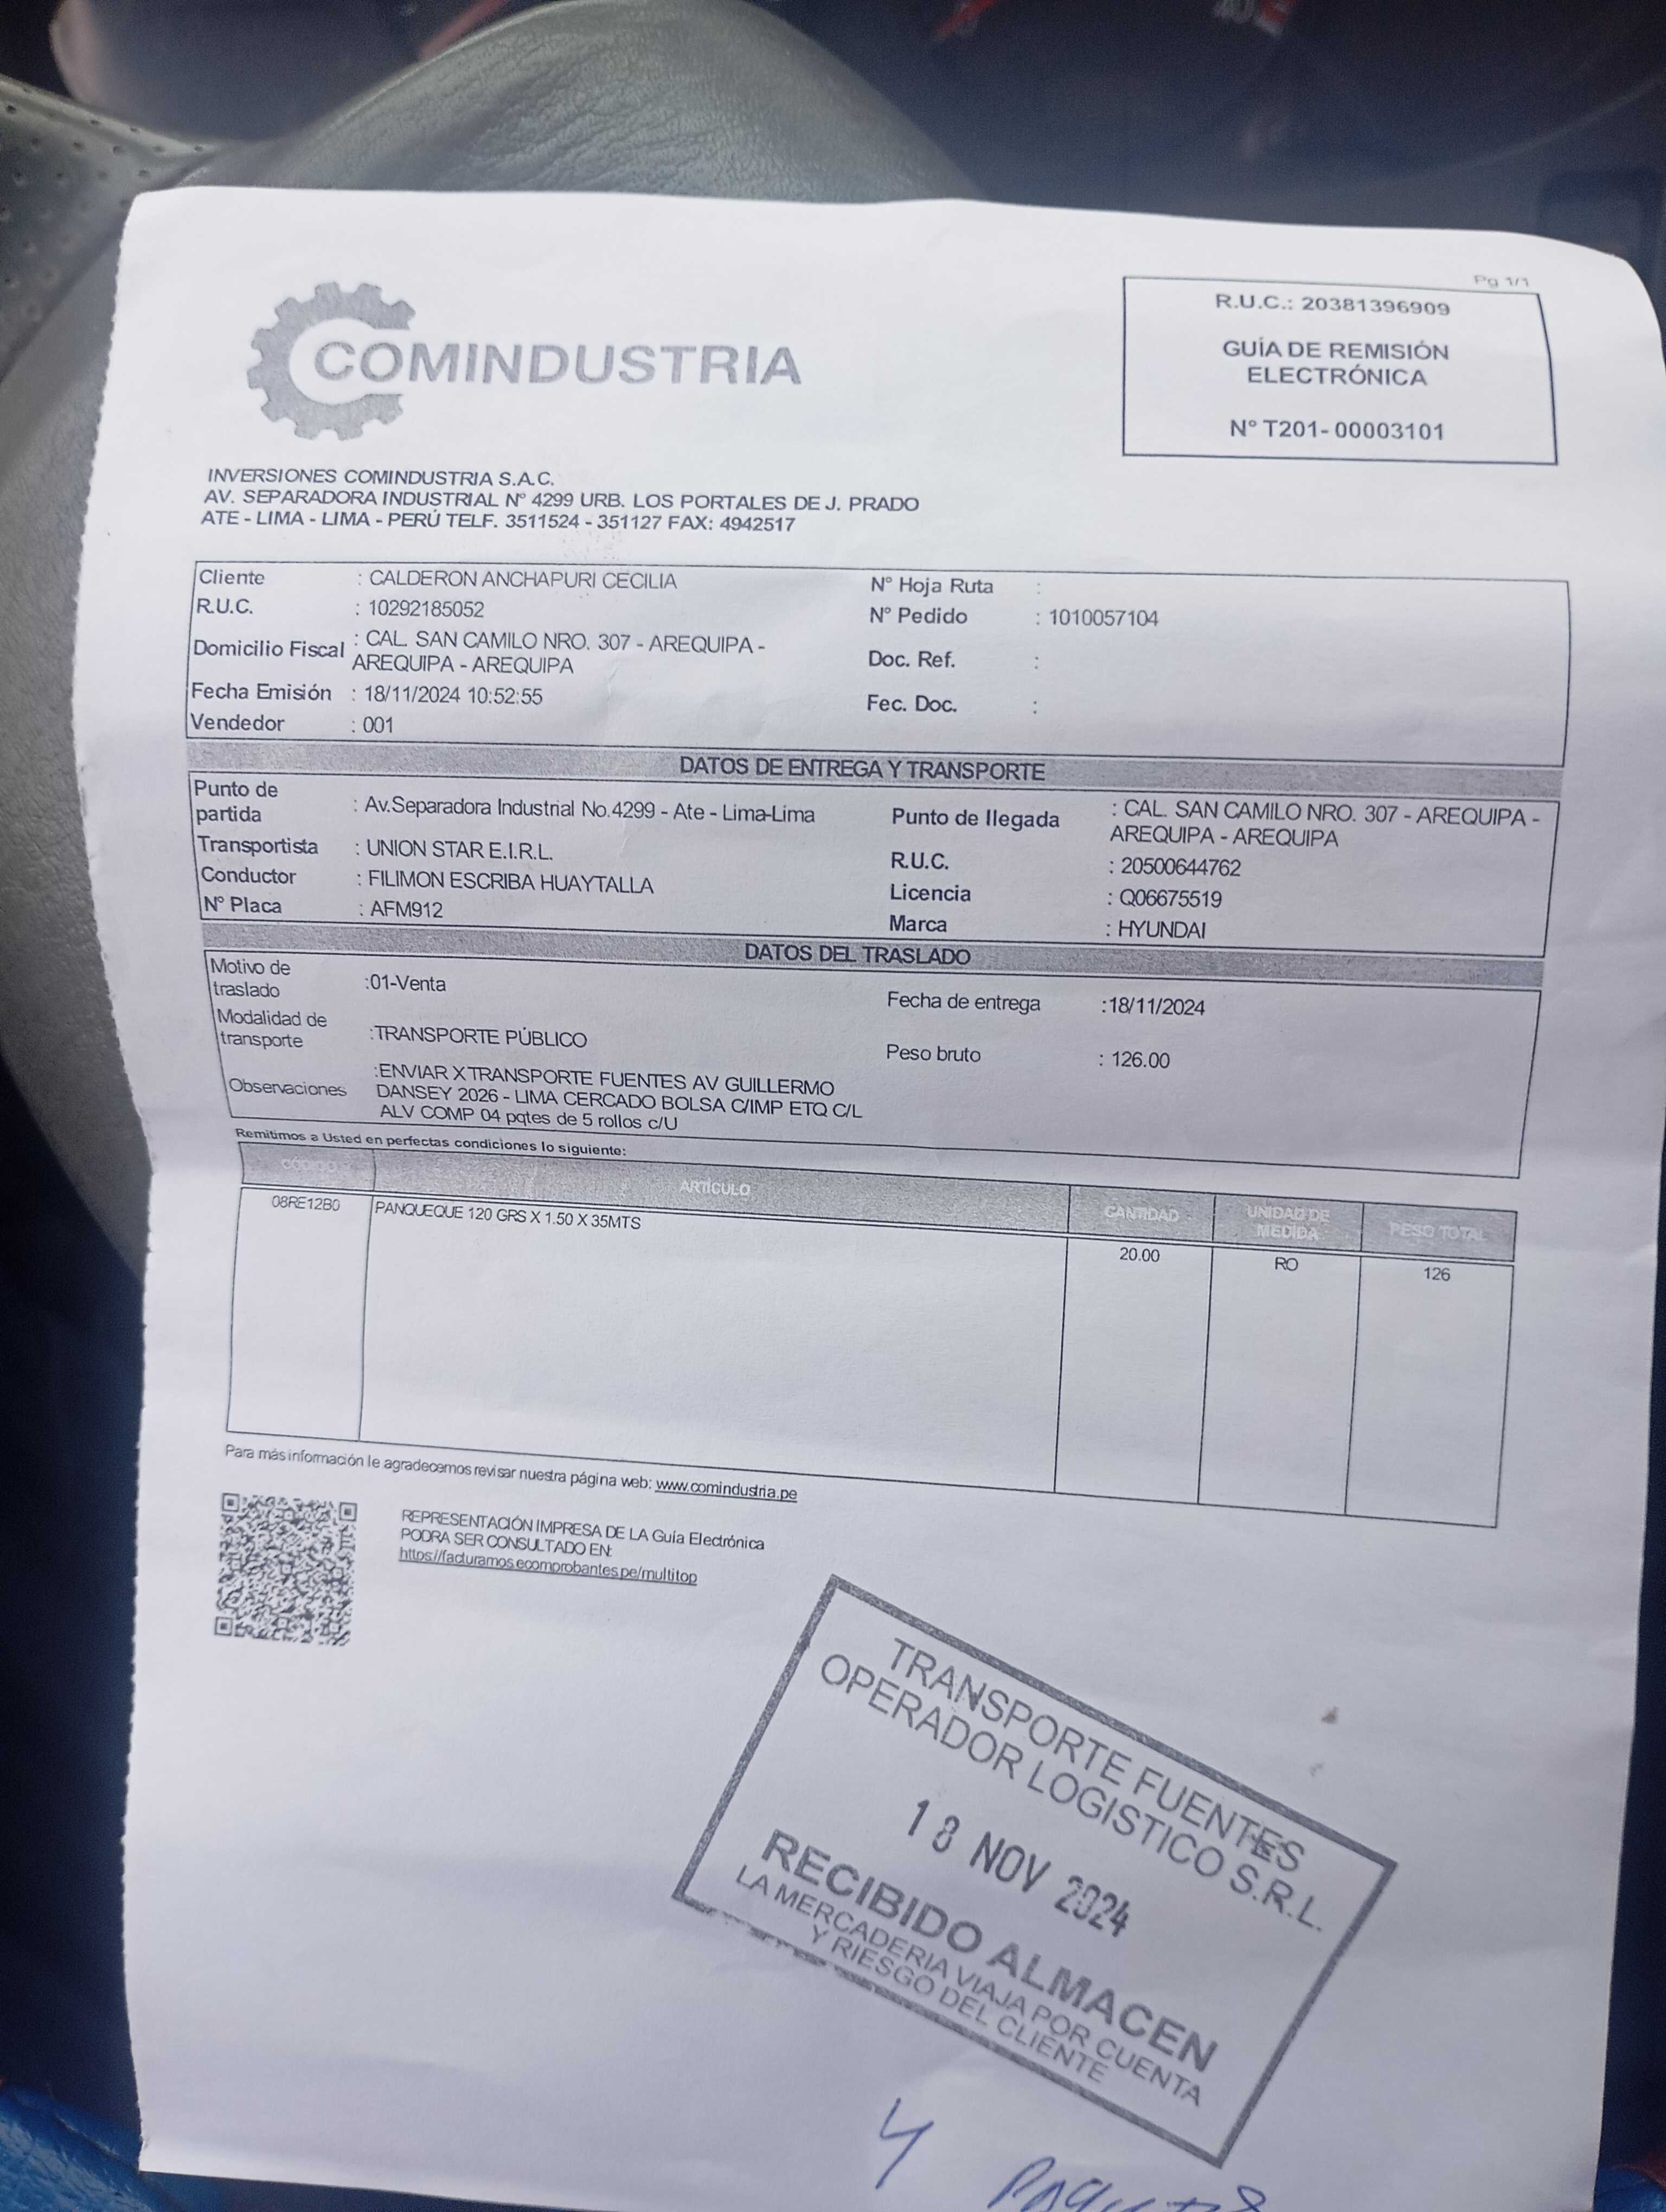 Pg 1/1
R.U.C.: 20381396909
GUÍA DE REMISIÓN
ELECTRÓNICA
N° T201- 00003101
COMINDUSTRIA
INVERSIONES COMINDUSTRIA S.A.C.
AV. SEPARADORA INDUSTRIAL N° 4299 URB. LOS PORTALES DE J. PRADO
ATE - LIMA - LIMA - PERÚ TELF. 3511524 - 351127 FAX: 4942517
Cliente : CALDERON ANCHAPURI CECILIA N° Hoja Ruta :
R.U.C. : 10292185052 N° Pedido : 1010057104
Domicilio Fiscal : CAL. SAN CAMILO NRO. 307 - AREQUIPA -
AREQUIPA - AREQUIPA Doc. Ref. :
Fecha Emisión : 18/11/2024 10:52:55 Fec. Doc. :
Vendedor : 001
DATOS DE ENTREGA Y TRANSPORTE
Punto de
partida : Av.Separadora Industrial No.4299 - Ate - Lima-Lima Punto de llegada : CAL. SAN CAMILO NRO. 307 - AREQUIPA -
AREQUIPA - AREQUIPA
Transportista : UNION STAR E.I.R.L. R.U.C. : 20500644762
Conductor : FILIMON ESCRIBA HUAYTALLA Licencia : Q06675519
N° Placa : AFM912 Marca : HYUNDAI
DATOS DEL TRASLADO
Motivo de
traslado :01-Venta Fecha de entrega :18/11/2024
Modalidad de
transporte :TRANSPORTE PÚBLICO Peso bruto : 126.00
Observaciones :ENVIAR X TRANSPORTE FUENTES AV GUILLERMO
DANSEY 2026 - LIMA CERCADO BOLSA C/IMP ETQ C/L
ALV COMP 04 pqtes de 5 rollos c/U
Remitimos a Usted en perfectas condiciones lo siguiente:
CÓDIGO ARTÍCULO CANTIDAD UNIDAD DE MEDIDA PESO TOTAL
08RE12B0 PANQUEQUE 120 GRS X 1.50 X 35MTS 20.00 RO 126
Para más información le agradecemos revisar nuestra página web: www.comindustria.pe
REPRESENTACIÓN IMPRESA DE LA Guía Electrónica
PODRA SER CONSULTADO EN:
https://facturamos.ecomprobantes.pe/multitop
TRANSPORTE FUENTES
OPERADOR LOGISTICO S.R.L.
18 NOV 2024
RECIBIDO ALMACEN
LA MERCADERIA VIAJA POR CUENTA
Y RIESGO DEL CLIENTE
4